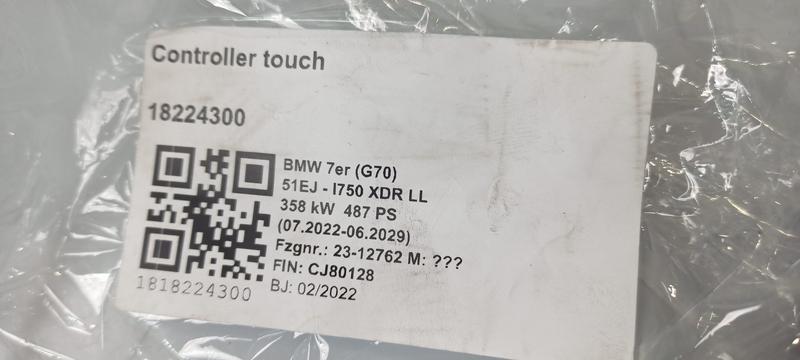 Controller touch
18224300
BMW 7er (G70)
51EJ - I750 XDR LL
358 kW 487 PS
(07.2022-06.2029)
Fzgnr.: 23-12762 M: ???
FIN: CJ80128
BJ: 02/2022
1818224300